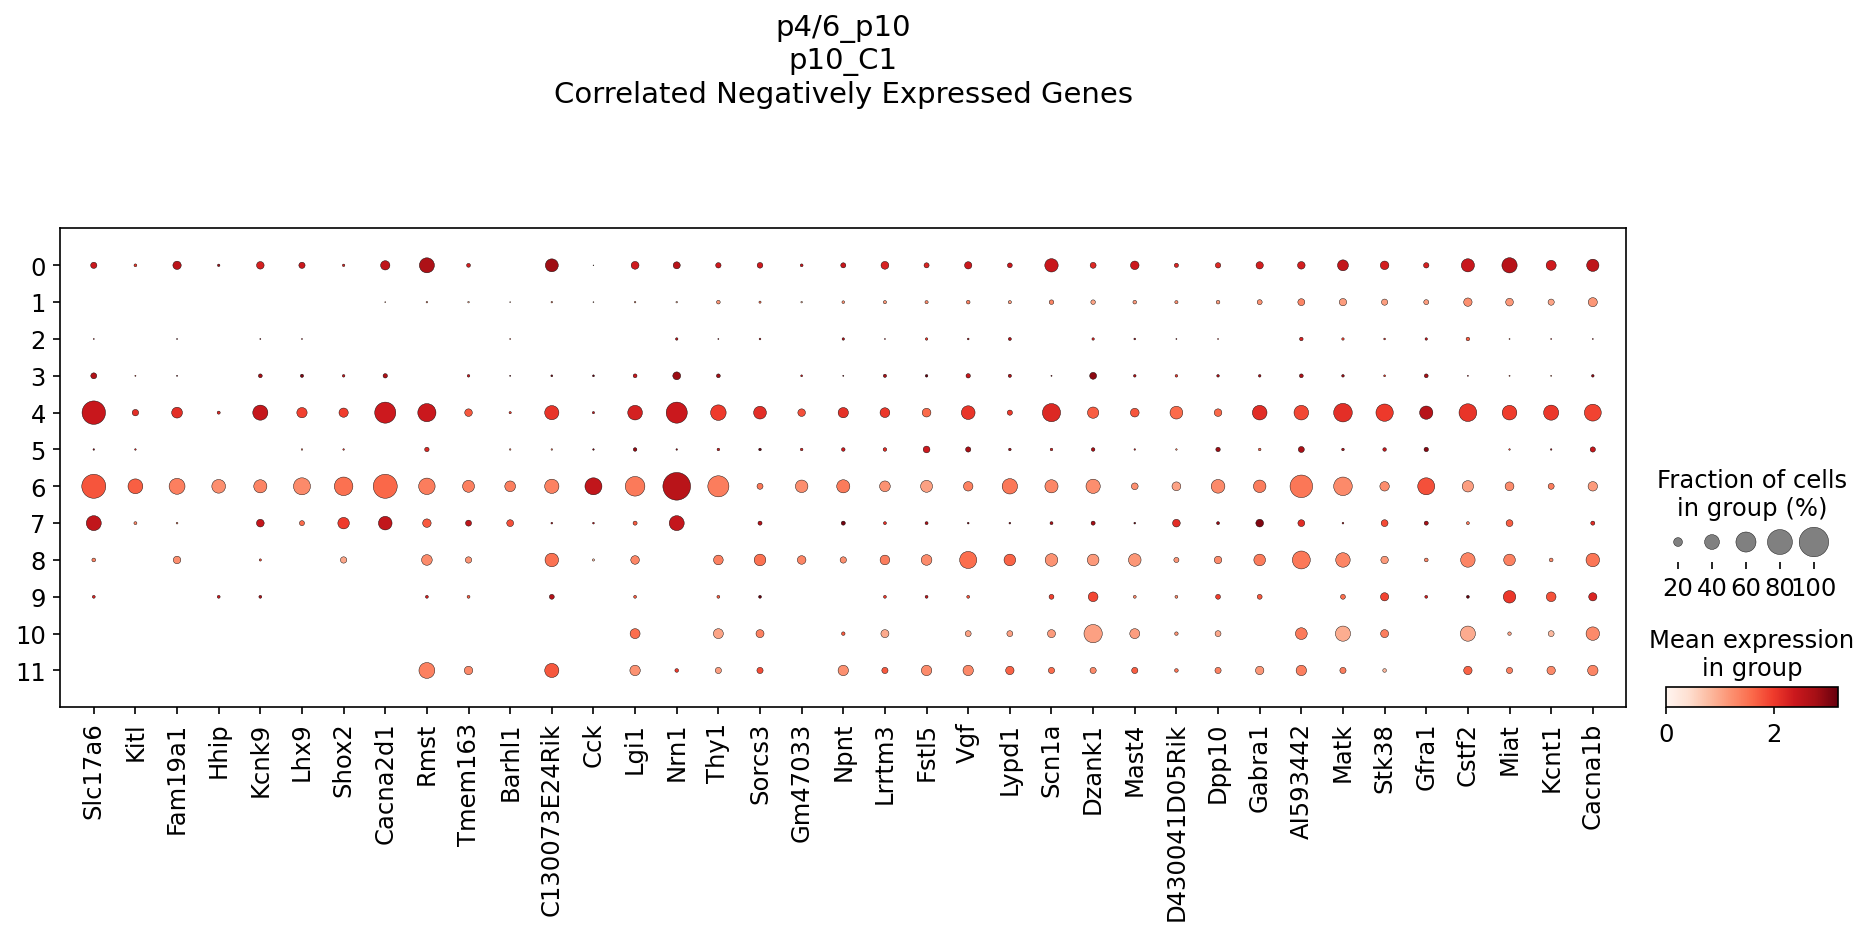 p4/6_p10
p10_C1
Correlated Negatively Expressed Genes
0
1
2
3
4
5
6
7
8
9
10
11
Slc17a6
Kitl
Fam19a1
Hhip
Kcnk9
Lhx9
Shox2
Cacna2d1
Rmst
Tmem163
Barhl1
C130073E24Rik
Cck
Lgi1
Nrn1
Thy1
Sorcs3
Gm47033
Npnt
Lrrtm3
Fstl5
Vgf
Lypd1
Scn1a
Dzank1
Mast4
D430041D05Rik
Dpp10
Gabra1
AI593442
Matk
Stk38
Gfra1
Cstf2
Miat
Kcnt1
Cacna1b
Fraction of cells
in group (%)
20 40 60 80 100
Mean expression
in group
0 2